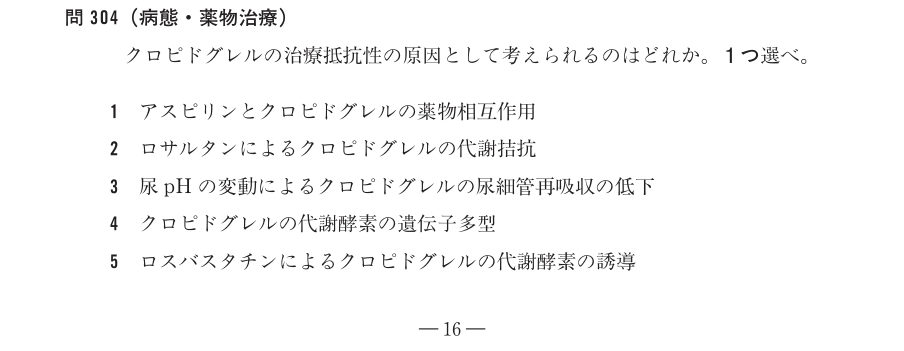 問 304（病態・薬物治療）
クロピドグレルの治療抵抗性の原因として考えられるのはどれか。1つ選べ。
1 アスピリンとクロピドグレルの薬物相互作用
2 ロサルタンによるクロピドグレルの代謝拮抗
3 尿 pH の変動によるクロピドグレルの尿細管再吸収の低下
4 クロピドグレルの代謝酵素の遺伝子多型
5 ロスバスタチンによるクロピドグレルの代謝酵素の誘導
— 16 —